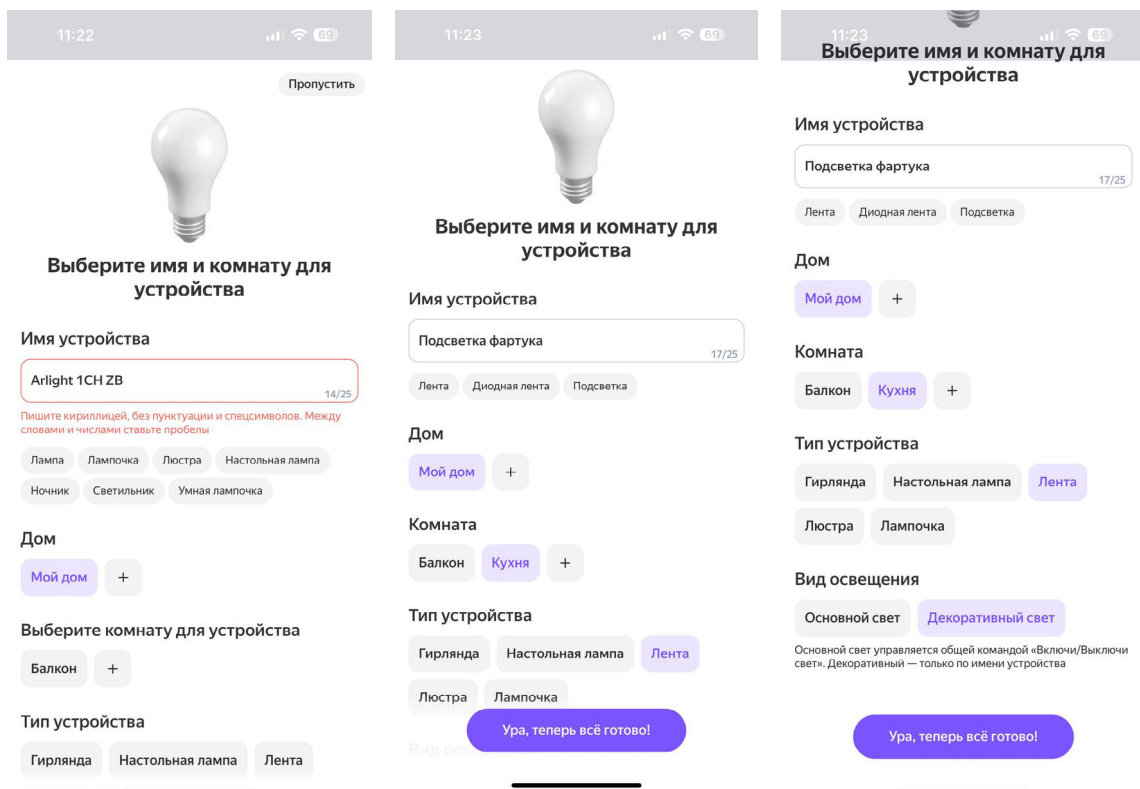 11:22
69
Пропустить
Выберите имя и комнату для
устройства
Имя устройства
Arlight 1CH ZB
14/25
Пишите кириллицей, без пунктуации и спецсимволов. Между
словами и числами ставьте пробелы
Лампа Лампочка Люстра Настольная лампа
Ночник Светильник Умная лампочка
Дом
Мой дом +
Выберите комнату для устройства
Балкон +
Тип устройства
Гирлянда Настольная лампа Лента
11:23
69
Выберите имя и комнату для
устройства
Имя устройства
Подсветка фартука
17/25
Лента Диодная лента Подсветка
Дом
Мой дом +
Комната
Балкон Кухня +
Тип устройства
Гирлянда Настольная лампа Лента
Люстра Лампочка
Ура, теперь всё готово!
11:23
69
Выберите имя и комнату для
устройства
Имя устройства
Подсветка фартука
17/25
Лента Диодная лента Подсветка
Дом
Мой дом +
Комната
Балкон Кухня +
Тип устройства
Гирлянда Настольная лампа Лента
Люстра Лампочка
Вид освещения
Основной свет Декоративный свет
Основной свет управляется общей командой «Включи/Выключи
свет». Декоративный — только по имени устройства
Ура, теперь всё готово!